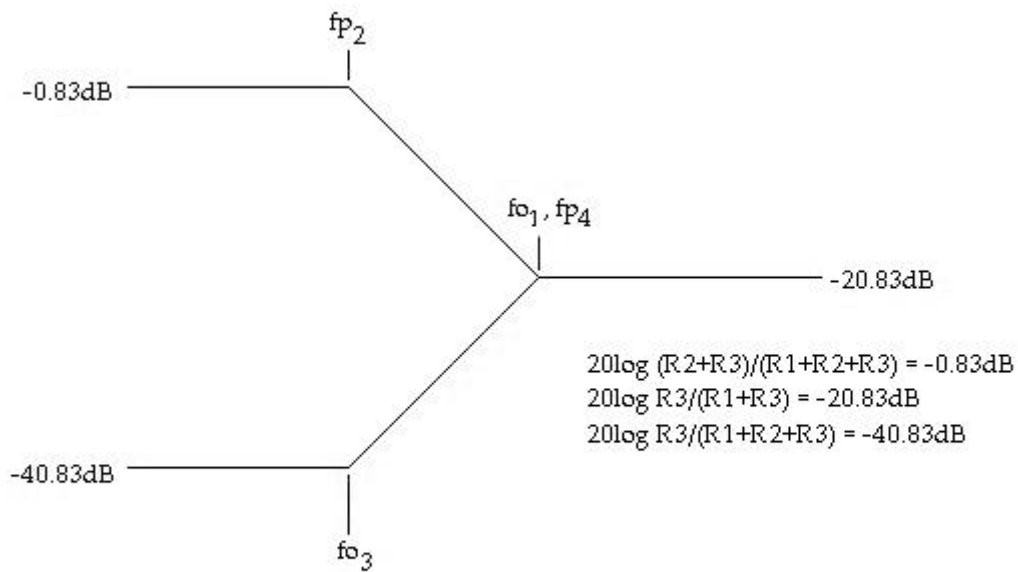 fp2
-0.83dB
fo1, fp4
-20.83dB
20log (R2+R3)/(R1+R2+R3) = -0.83dB
20log R3/(R1+R3) = -20.83dB
20log R3/(R1+R2+R3) = -40.83dB
-40.83dB
fo3